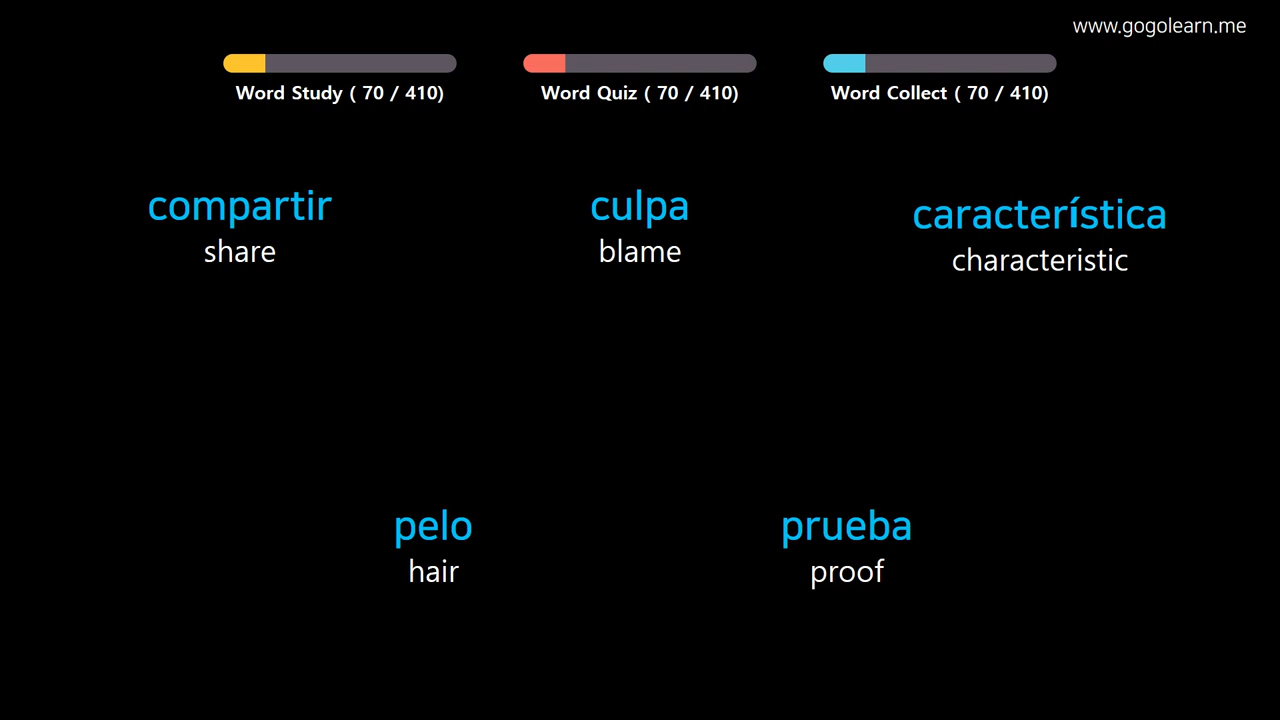 www.gogolearn.me
Word Study ( 70 / 410)
Word Quiz ( 70 / 410)
Word Collect ( 70 / 410)
compartir
share
culpa
blame
característica
characteristic
pelo
hair
prueba
proof